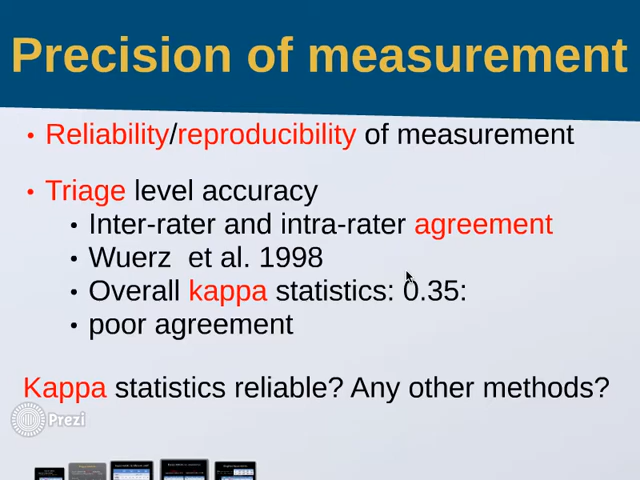 Precision of measurement
• Reliability/reproducibility of measurement
• Triage level accuracy
• Inter-rater and intra-rater agreement
• Wuerz  et al. 1998
• Overall kappa statistics: 0.35:
• poor agreement
Kappa statistics reliable? Any other methods?
Prezi